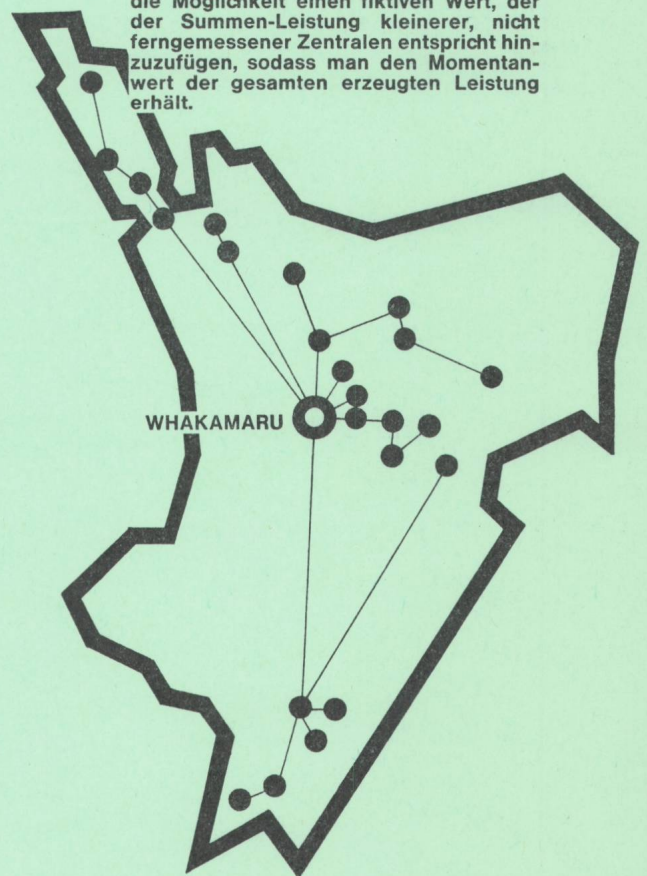 die Möglichkeit einen fiktiven Wert, der
der Summen-Leistung kleinerer, nicht
ferngemessener Zentralen entspricht hin-
zuzufügen, sodass man den Momentan-
wert der gesamten erzeugten Leistung
erhält.
WHAKAMARU